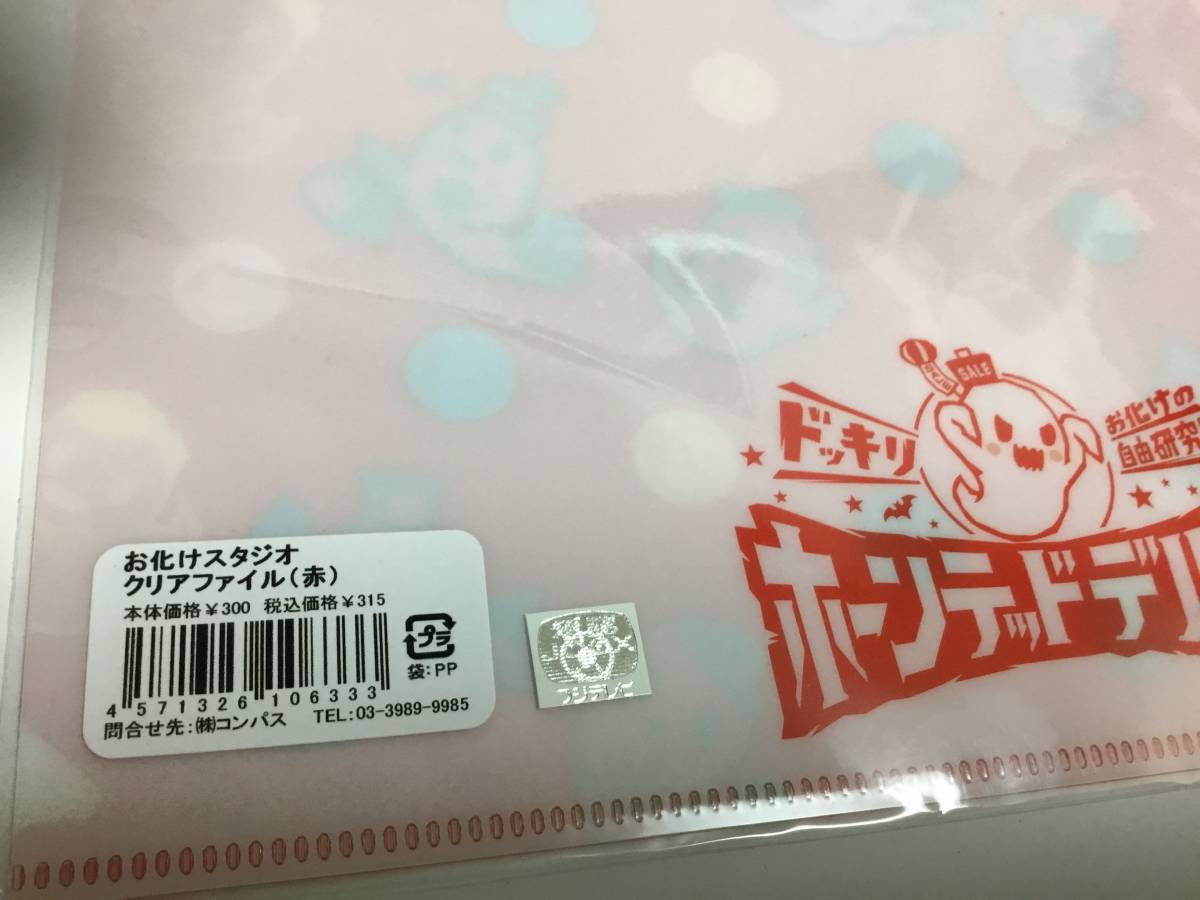 SALE
ドッキリ
お化けの
自由研究
ホーンテッドデ
お化けスタジオ
クリアファイル（赤）
本体価格￥300 税込価格￥315
プラ
袋：PP
4 571326 106333
問合せ先：㈱コンパス TEL：03-3989-9985
フジテレビ